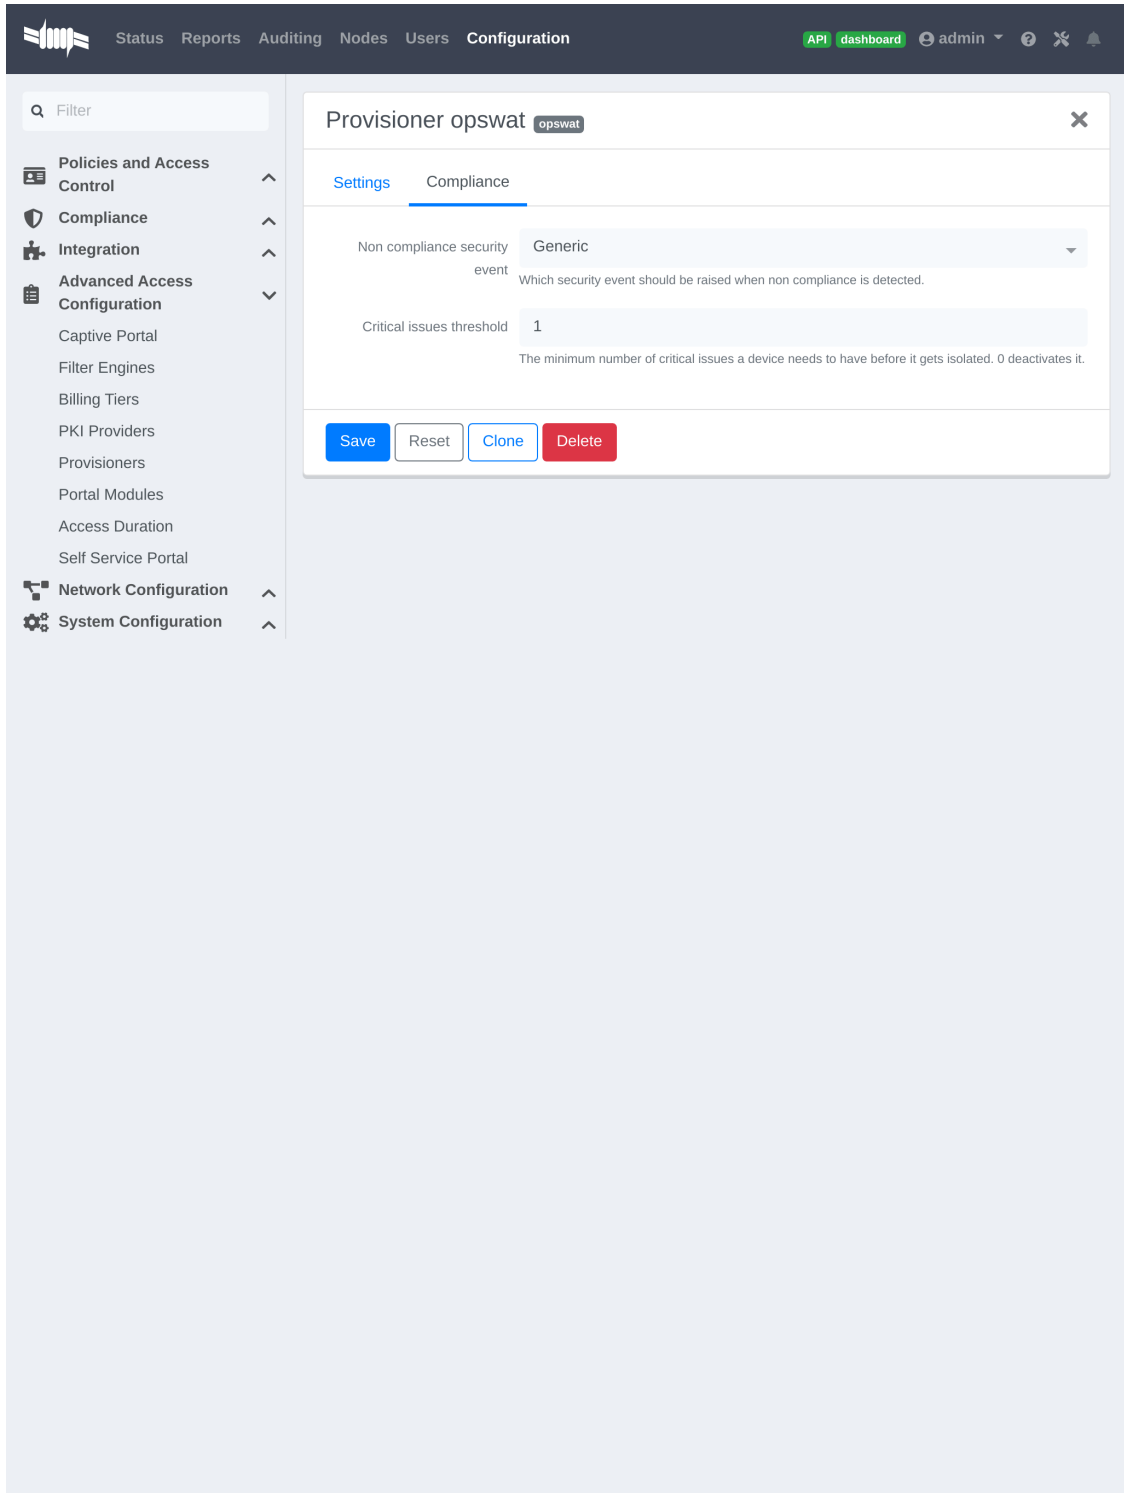 Status Reports Auditing Nodes Users Configuration API dashboard admin
Filter
Policies and Access
Control
Compliance
Integration
Advanced Access
Configuration
Captive Portal
Filter Engines
Billing Tiers
PKI Providers
Provisioners
Portal Modules
Access Duration
Self Service Portal
Network Configuration
System Configuration
Provisioner opswat opswat
Settings Compliance
Non compliance security
event
Generic
Which security event should be raised when non compliance is detected.
Critical issues threshold 1
The minimum number of critical issues a device needs to have before it gets isolated. 0 deactivates it.
Save Reset Clone Delete